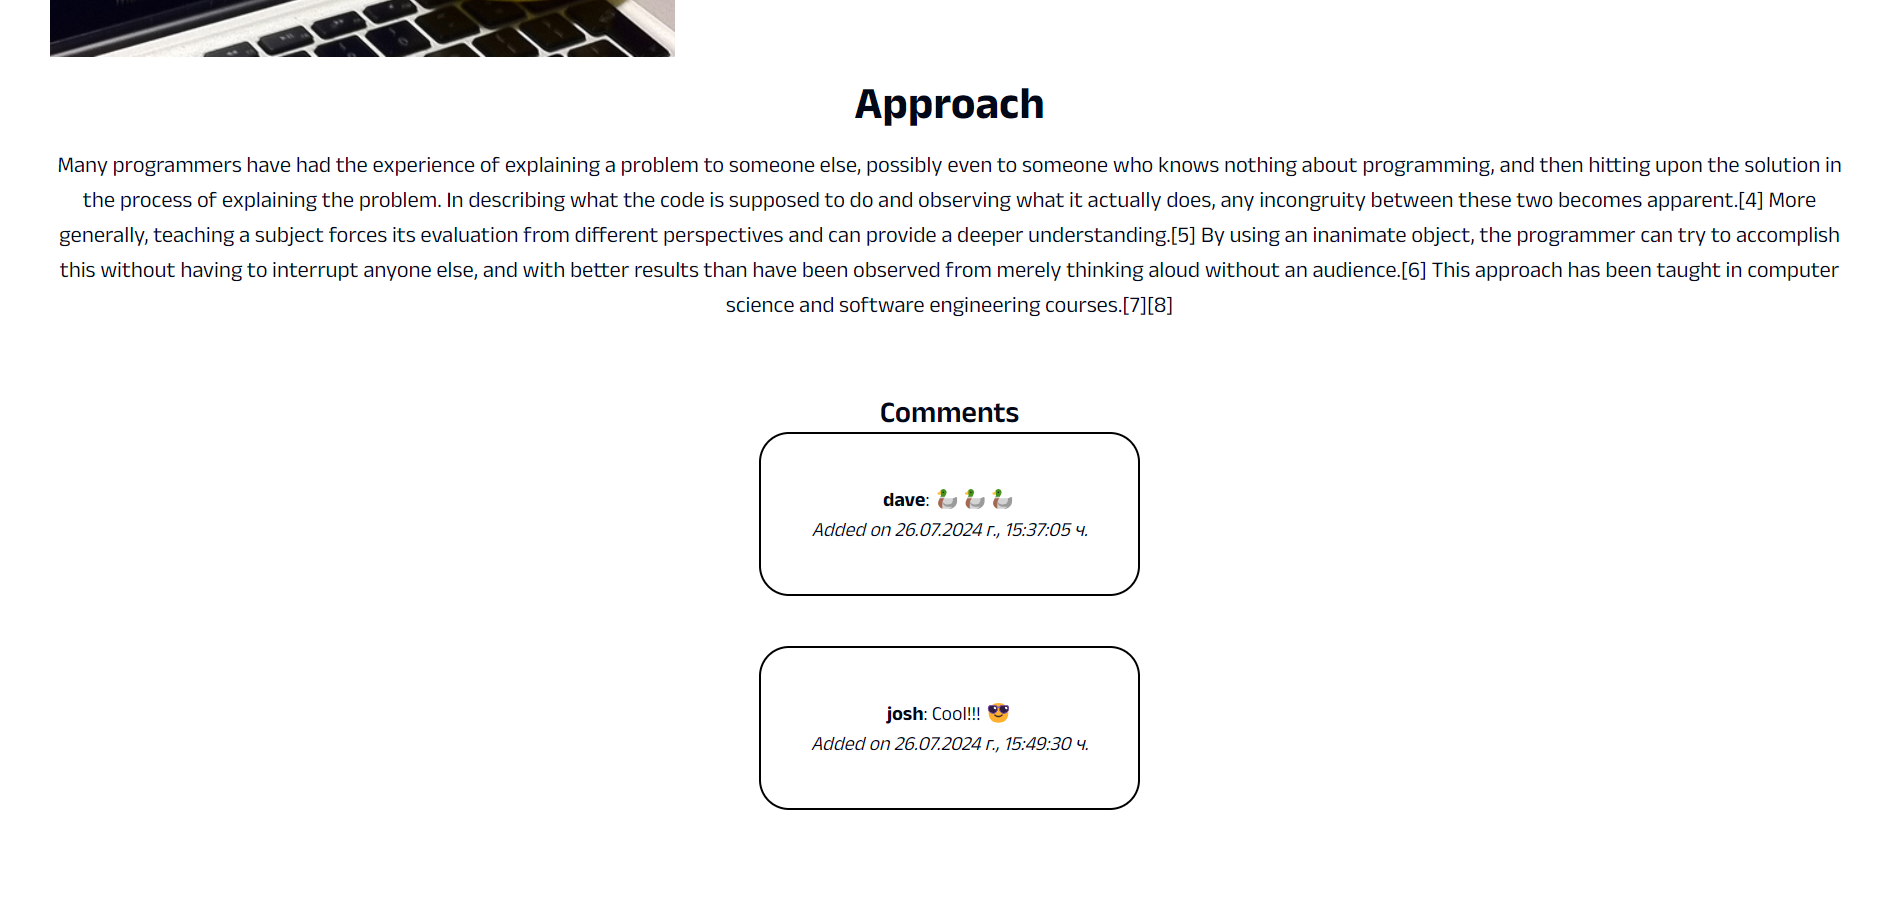 Approach
Many programmers have had the experience of explaining a problem to someone else, possibly even to someone who knows nothing about programming, and then hitting upon the solution in
the process of explaining the problem. In describing what the code is supposed to do and observing what it actually does, any incongruity between these two becomes apparent.[4] More
generally, teaching a subject forces its evaluation from different perspectives and can provide a deeper understanding.[5] By using an inanimate object, the programmer can try to accomplish
this without having to interrupt anyone else, and with better results than have been observed from merely thinking aloud without an audience.[6] This approach has been taught in computer
science and software engineering courses.[7][8]
Comments
dave: 🦆🦆🦆
Added on 26.07.2024 г., 15:37:05 ч.
josh: Cool!!! 😎
Added on 26.07.2024 г., 15:49:30 ч.